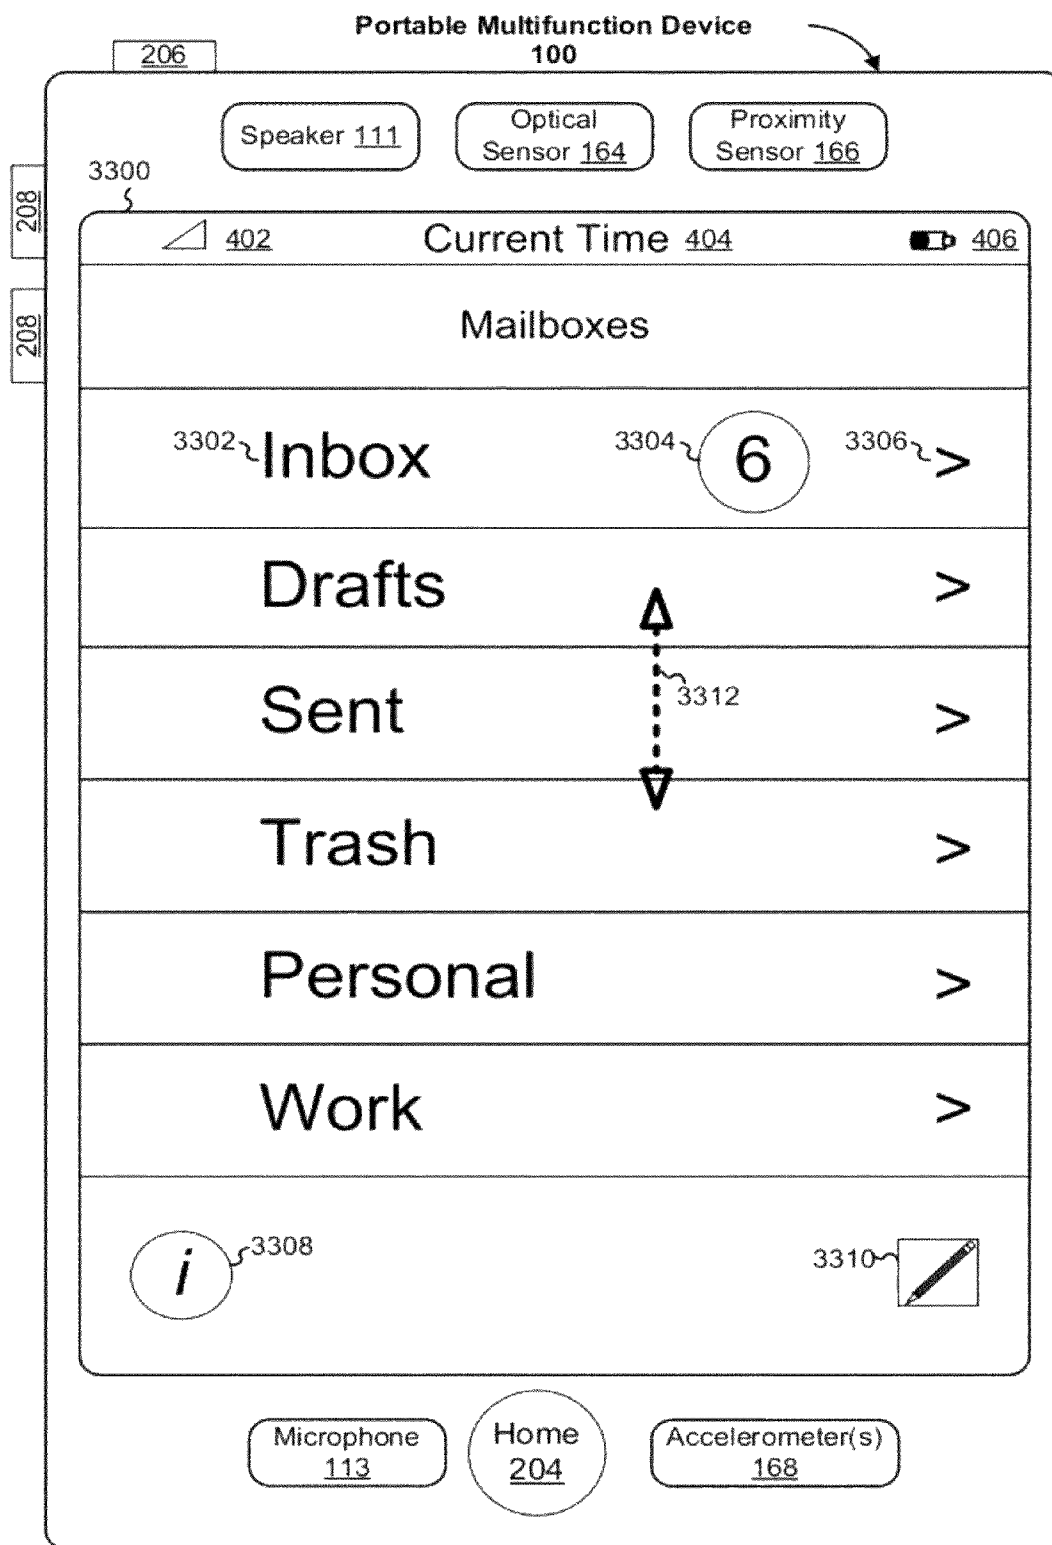 Portable Multifunction Device
100
206
Speaker 111
Optical
Sensor 164
Proximity
Sensor 166
3300
208
402
Current Time 404
406
208
Mailboxes
3302
Inbox
3304
6
3306
>
Drafts
>
Sent
3312
>
Trash
>
Personal
>
Work
>
i
3308
3310
Microphone
113
Home
204
Accelerometer(s)
168